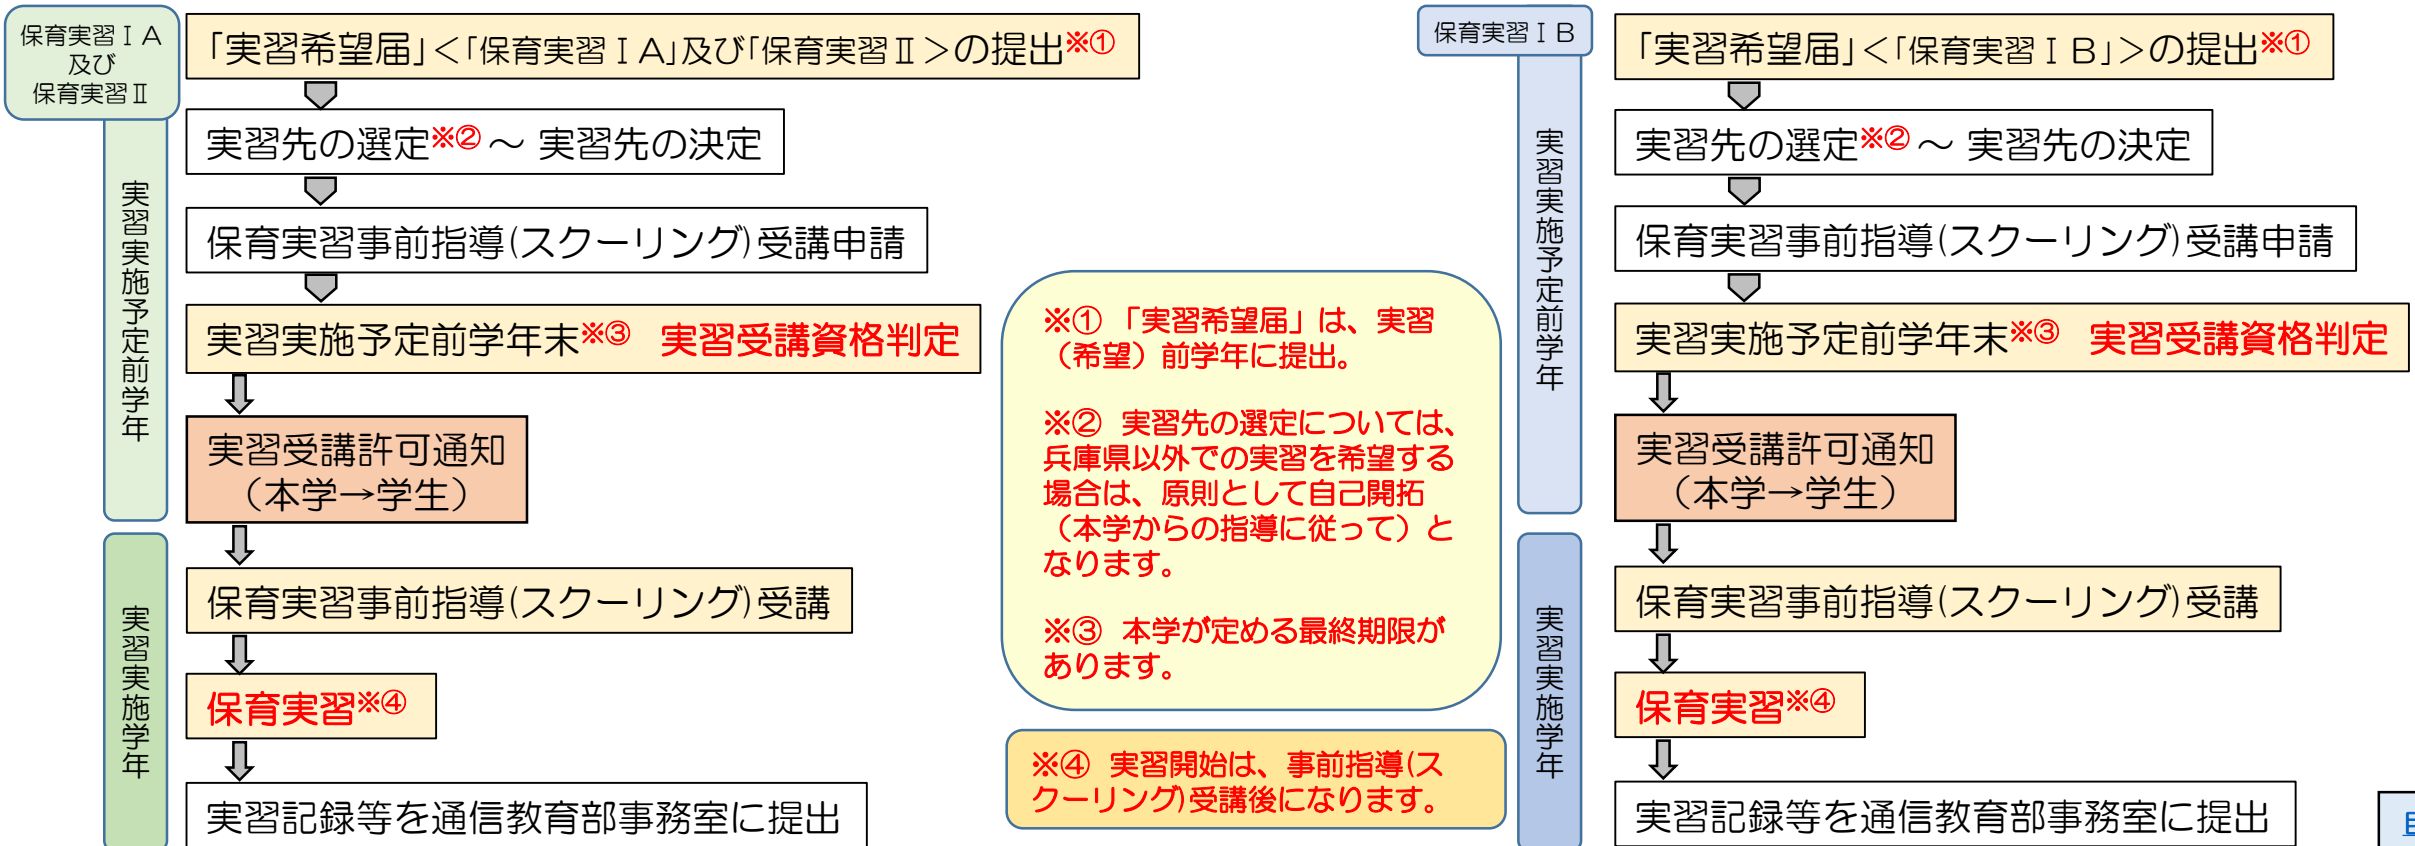 保育実習ⅠA
及び
保育実習Ⅱ
実習実施予定前学年
実習実施学年
「実習希望届」<「保育実習ⅠA」及び「保育実習Ⅱ>の提出※①
実習先の選定※②～ 実習先の決定
保育実習事前指導(スクーリング)受講申請
実習実施予定前学年末※③ 実習受講資格判定
実習受講許可通知
（本学→学生）
保育実習事前指導(スクーリング)受講
保育実習※④
実習記録等を通信教育部事務室に提出
※① 「実習希望届」は、実習
（希望）前学年に提出。
※② 実習先の選定については、
兵庫県以外での実習を希望する
場合は、原則として自己開拓
（本学からの指導に従って）と
なります。
※③ 本学が定める最終期限が
あります。
※④ 実習開始は、事前指導(ス
クーリング)受講後になります。
保育実習ⅠB
実習実施予定前学年
実習実施学年
「実習希望届」<「保育実習ⅠB」>の提出※①
実習先の選定※②～ 実習先の決定
保育実習事前指導(スクーリング)受講申請
実習実施予定前学年末※③ 実習受講資格判定
実習受講許可通知
（本学→学生）
保育実習事前指導(スクーリング)受講
保育実習※④
実習記録等を通信教育部事務室に提出